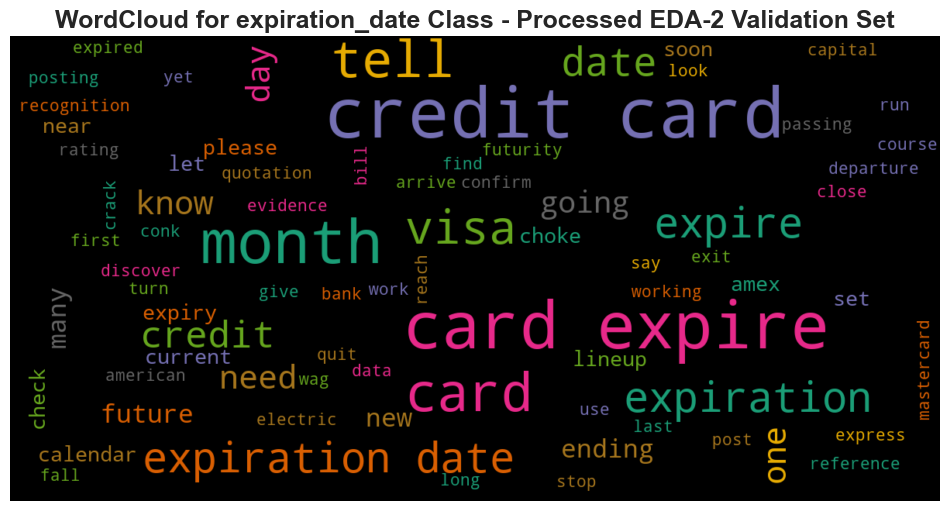 WordCloud for expiration_date Class - Processed EDA-2 Validation Set
expired
day
tell
date
soon
capital
posting
yet
look
recognition
credit card
run
near
passing
rating
let
please
bill
futurity
course
quotation
find
departure
crack
arrive
confirm
close
know
evidence
going
first
conk
month
visa
choke
expire
discover
reach
say
exit
turn
give
bank
work
working
amex
many
expiry
set
credit
card expire
current
quit
lineup
mastercard
check
american
need
wag
data
card
expiration
future
electric
new
use
last
calendar
expiration date
ending
post
one
express
fall
long
stop
reference